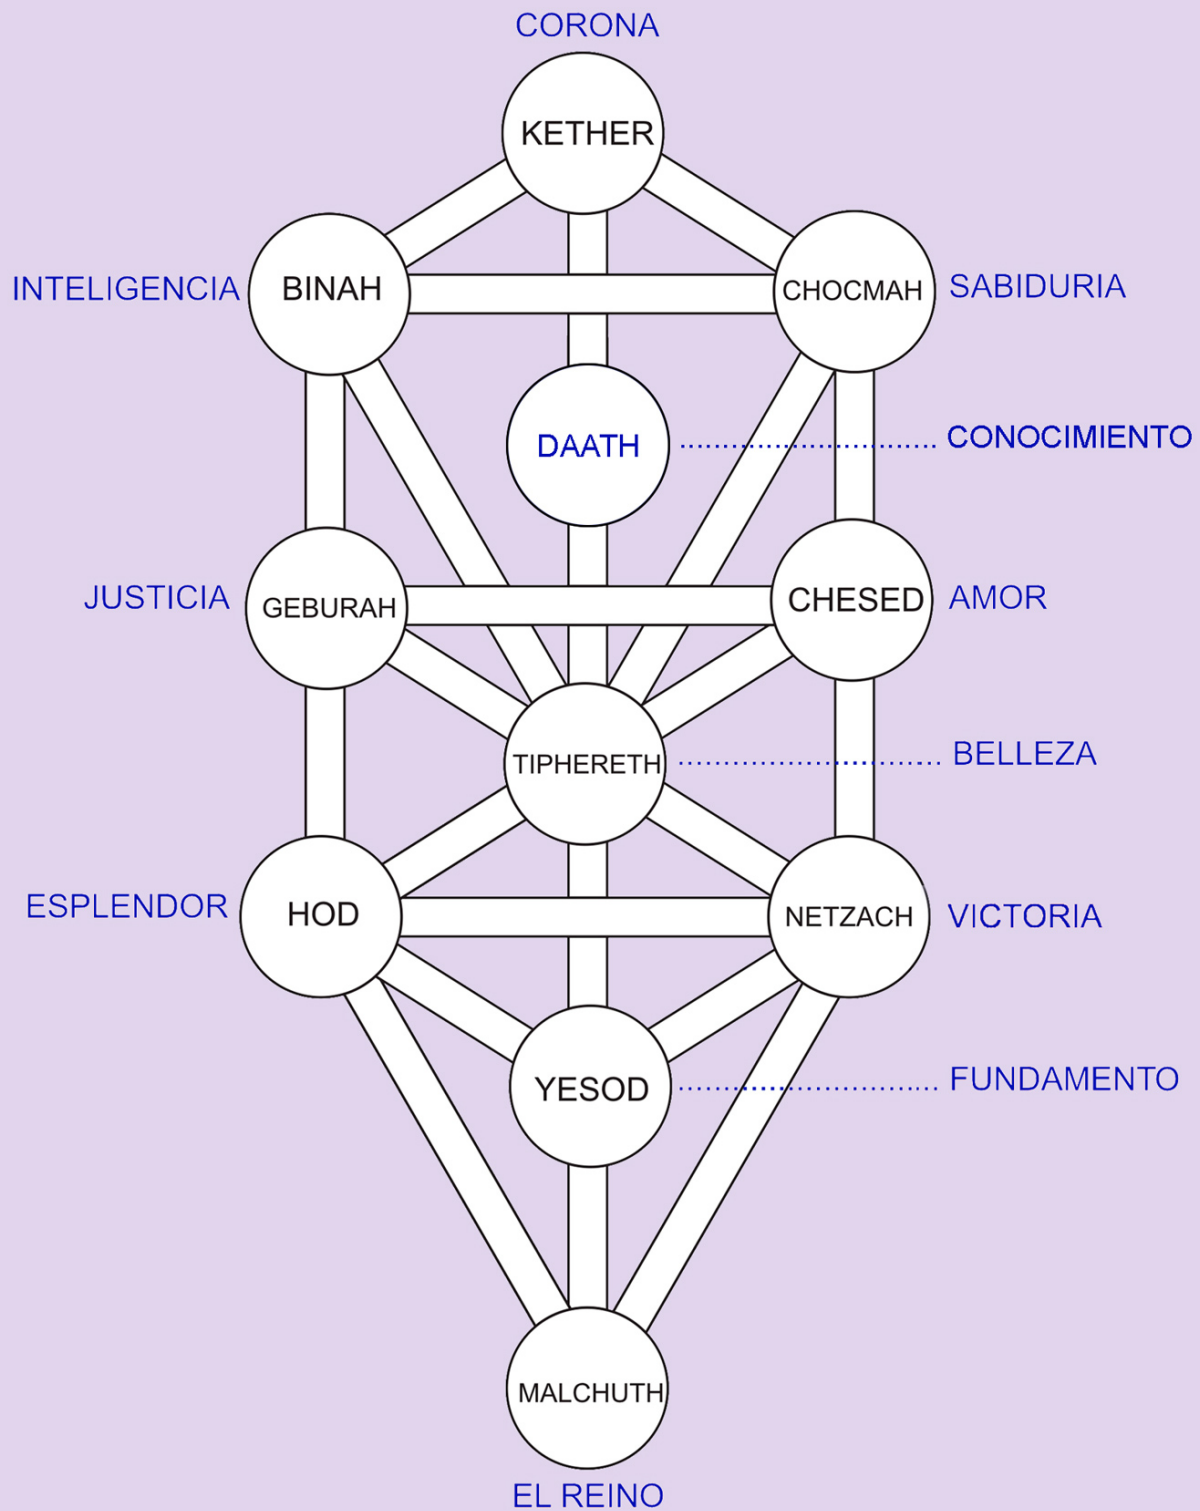 CORONA
KETHER
INTELIGENCIA BINAH CHOCMAH SABIDURIA
DAATH CONOCIMIENTO
JUSTICIA GEBURAH CHESED AMOR
TIPHERETH BELLEZA
ESPLENDOR HOD NETZACH VICTORIA
YESOD FUNDAMENTO
MALCHUTH
EL REINO